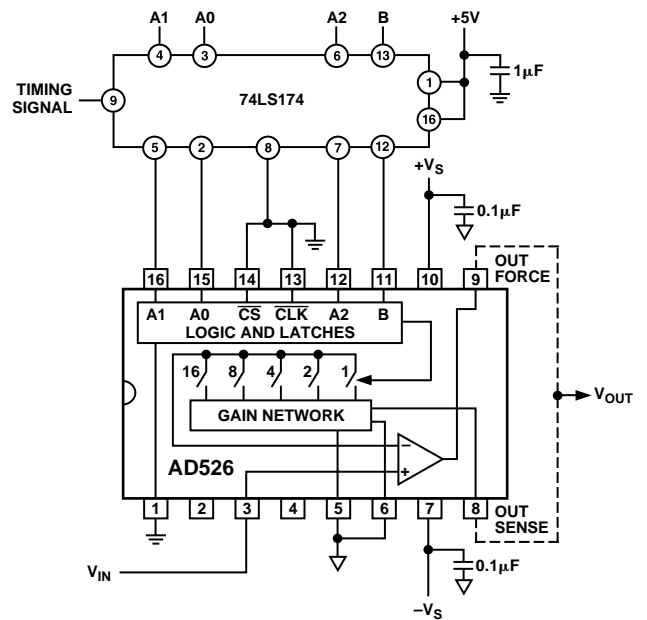 A1 A0 A2 B +5V
4 3 6 13
1µF
TIMING
SIGNAL
9
74LS174
1
16
5 2 8 7 12
+VS
0.1µF
OUT
FORCE
16 15 14 13 12 11 10 9
A1 A0 CS CLK A2 B
LOGIC AND LATCHES
16 8 4 2 1
VOUT
GAIN NETWORK
–
+
AD526
1 2 3 4 5 6 7 8
OUT
SENSE
VIN
0.1µF
–VS